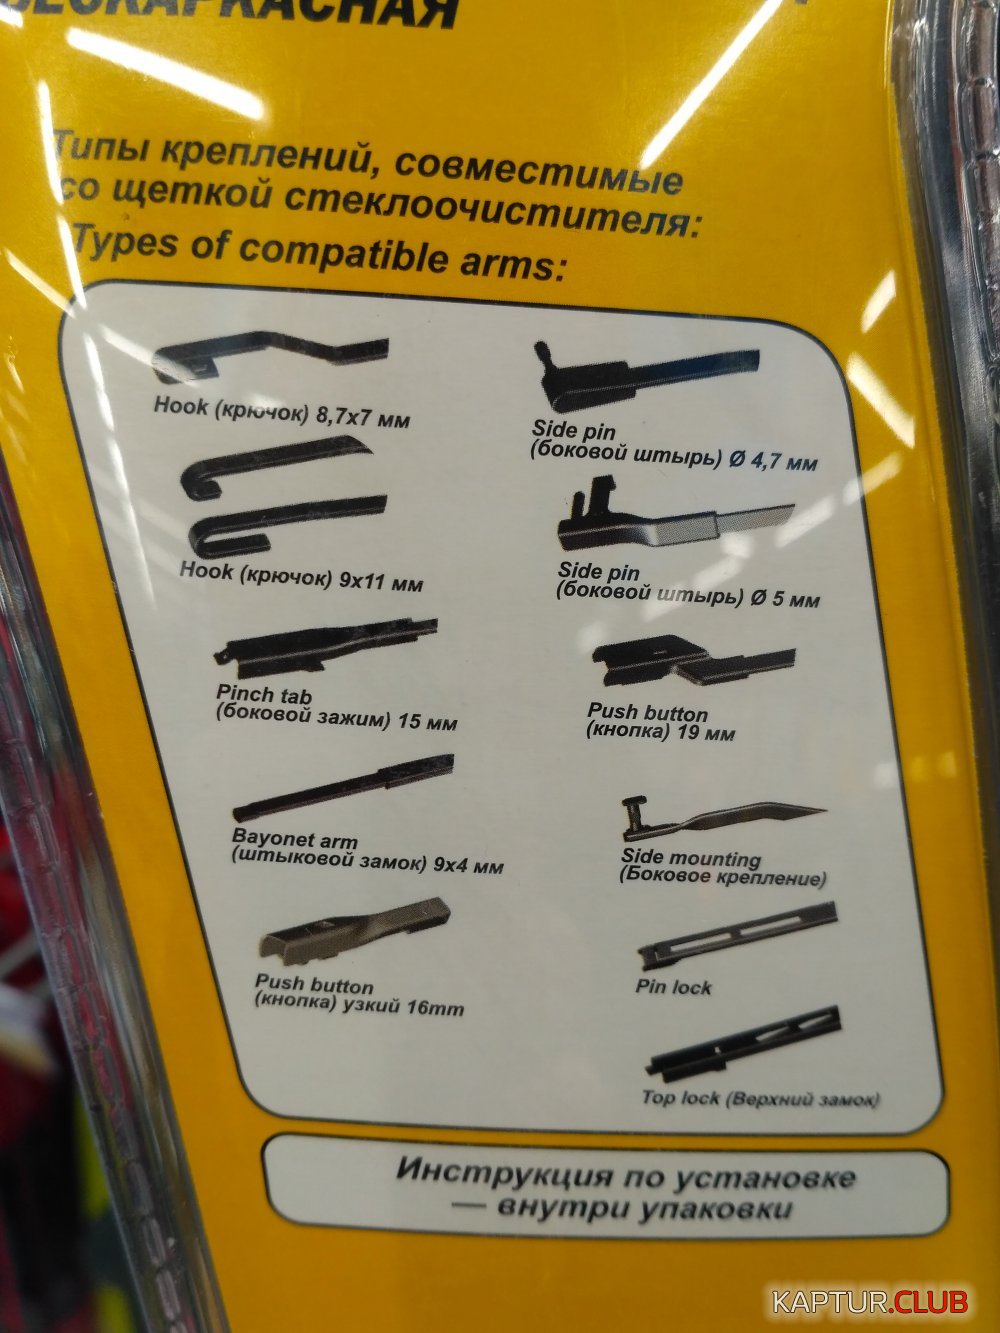 БЕСКАРКАСНАЯ
Типы креплений, совместимые
со щеткой стеклоочистителя:
Types of compatible arms:
Hook (крючок) 8,7x7 мм
Hook (крючок) 9x11 мм
Pinch tab
(боковой зажим) 15 мм
Bayonet arm
(штыковой замок) 9x4 мм
Push button
(кнопка) узкий 16mm
Side pin
(боковой штырь) Ø 4,7 мм
Side pin
(боковой штырь) Ø 5 мм
Push button
(кнопка) 19 мм
Side mounting
(Боковое крепление)
Pin lock
Top lock (Верхний замок)
Инструкция по установке
— внутри упаковки
KAPTUR.CLUB